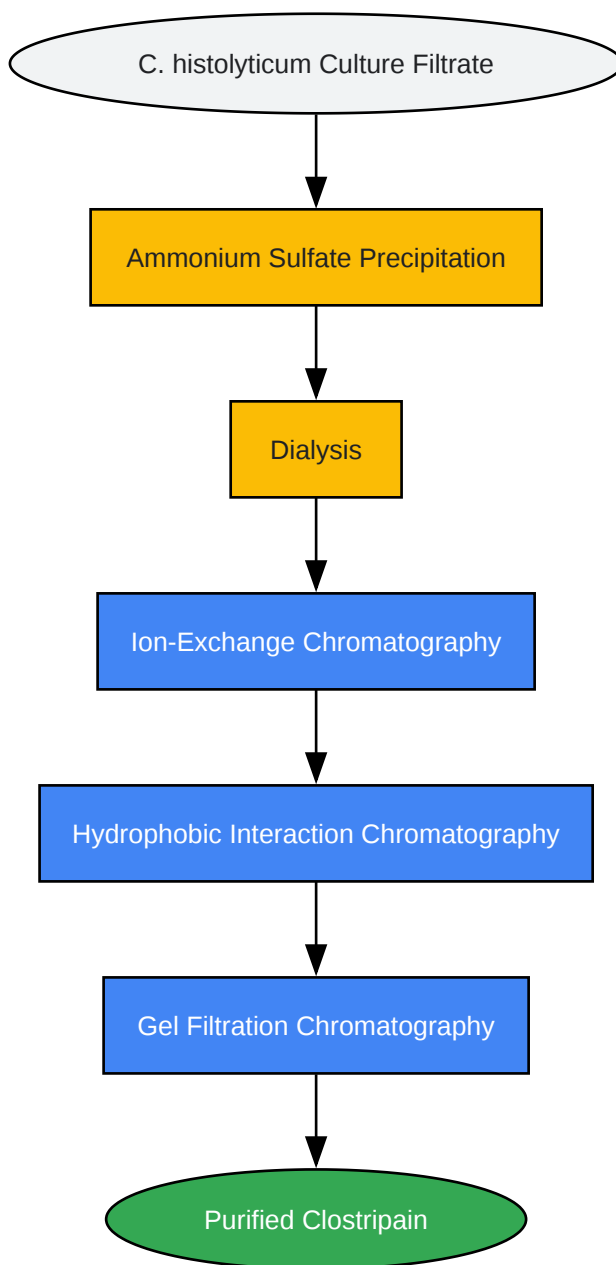 C. histolyticum Culture Filtrate
Ammonium Sulfate Precipitation
Dialysis
Ion-Exchange Chromatography
Hydrophobic Interaction Chromatography
Gel Filtration Chromatography
Purified Clostripain